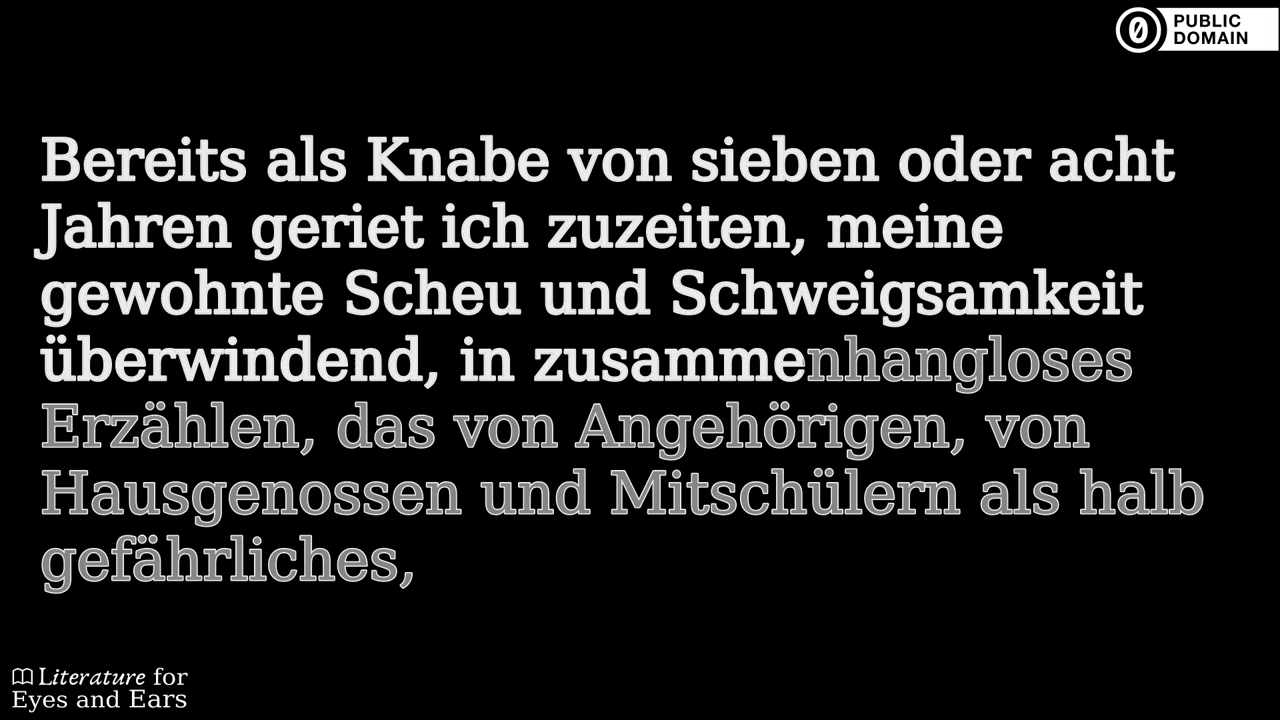 PUBLIC
DOMAIN
Bereits als Knabe von sieben oder acht
Jahren geriet ich zuzeiten, meine
gewohnte Scheu und Schweigsamkeit
überwindend, in zusammenhangloses
Erzählen, das von Angehörigen, von
Hausgenossen und Mitschülern als halb
gefährliches,
Literature for
Eyes and Ears